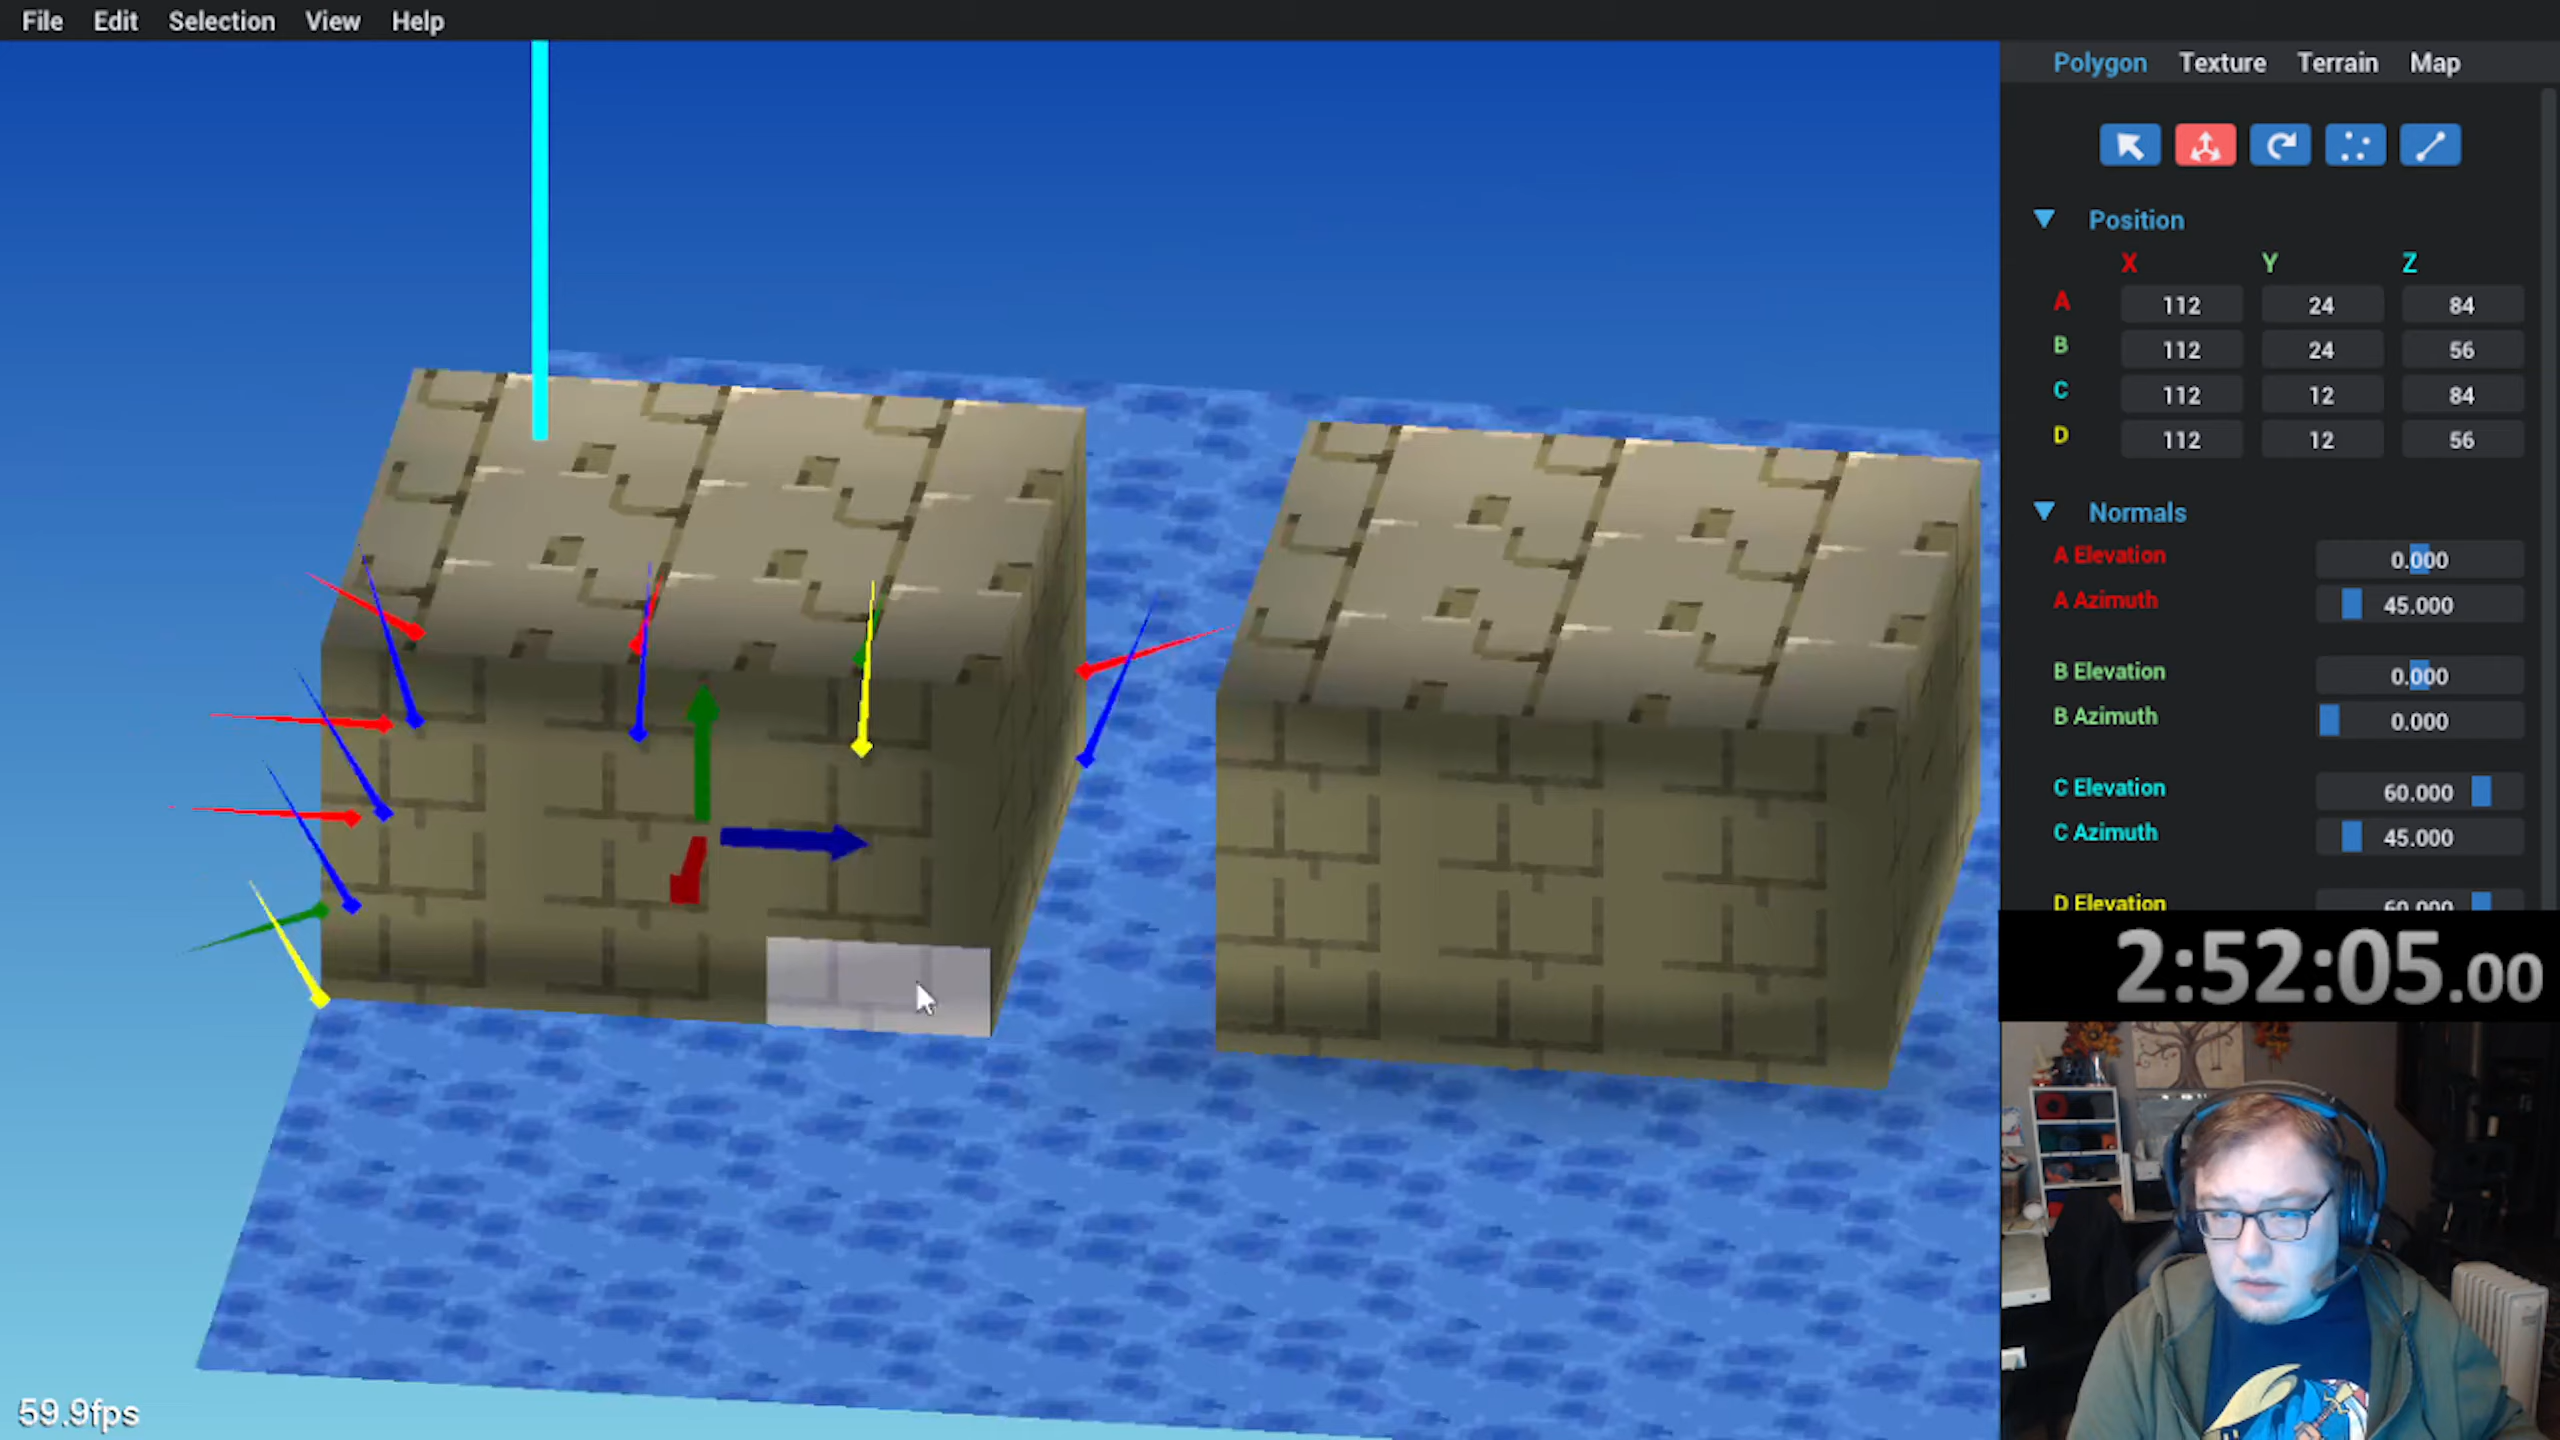 File Edit Selection View Help
Polygon Texture Terrain Map
Position
X Y Z
A 112 24 84
B 112 24 56
C 112 12 84
D 112 12 56
Normals
A Elevation 0.000
A Azimuth 45.000
B Elevation 0.000
B Azimuth 0.000
C Elevation 60.000
C Azimuth 45.000
D Elevation 60.000
2:52:05.00
59.9fps